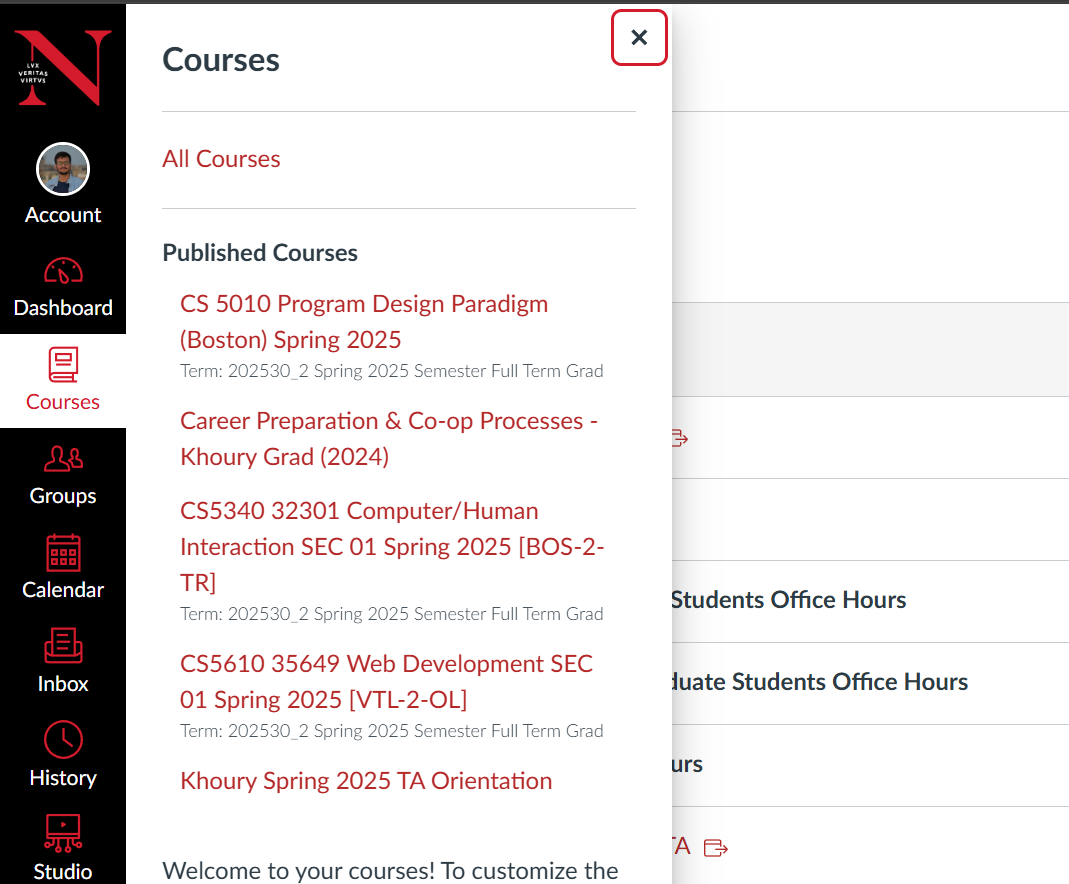 LVX
VERITAS
VIRTVS
Account
Dashboard
Courses
Groups
Calendar
Inbox
History
Studio
Courses
All Courses
Published Courses
CS 5010 Program Design Paradigm
(Boston) Spring 2025
Term: 202530_2 Spring 2025 Semester Full Term Grad
Career Preparation & Co-op Processes -
Khoury Grad (2024)
CS5340 32301 Computer/Human
Interaction SEC 01 Spring 2025 [BOS-2-
TR]
Term: 202530_2 Spring 2025 Semester Full Term Grad
CS5610 35649 Web Development SEC
01 Spring 2025 [VTL-2-OL]
Term: 202530_2 Spring 2025 Semester Full Term Grad
Khoury Spring 2025 TA Orientation
Welcome to your courses! To customize the
Students Office Hours
Students Office Hours
TA